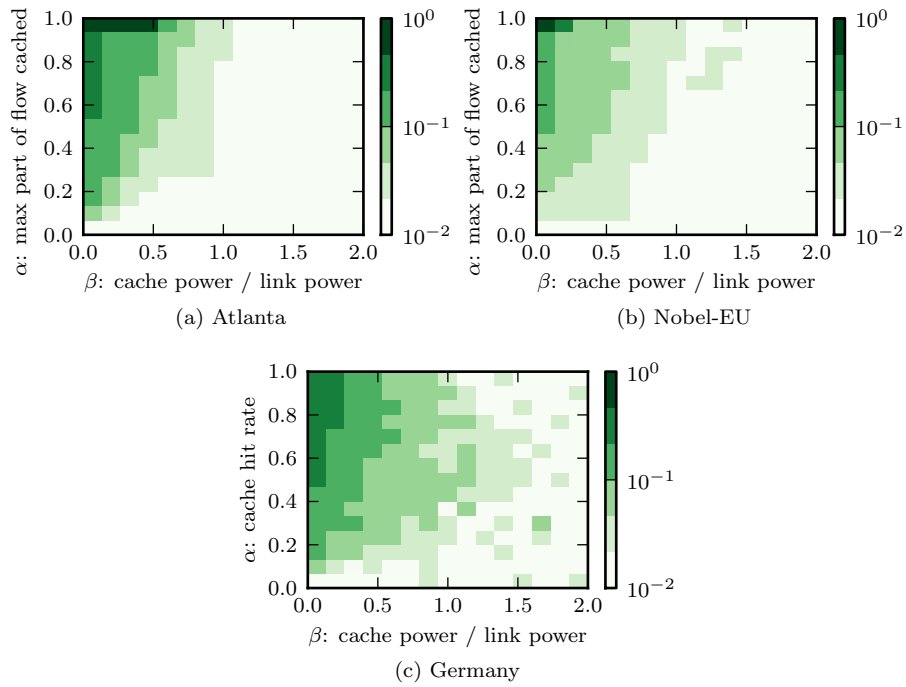 1.0
0.8
0.6
0.4
0.2
0.0
α: max part of flow cached
0.0 0.5 1.0 1.5 2.0
β: cache power / link power
10^0
10^-1
10^-2
(a) Atlanta
1.0
0.8
0.6
0.4
0.2
0.0
α: max part of flow cached
0.0 0.5 1.0 1.5 2.0
β: cache power / link power
10^0
10^-1
10^-2
(b) Nobel-EU
1.0
0.8
0.6
0.4
0.2
0.0
α: cache hit rate
0.0 0.5 1.0 1.5 2.0
β: cache power / link power
10^0
10^-1
10^-2
(c) Germany